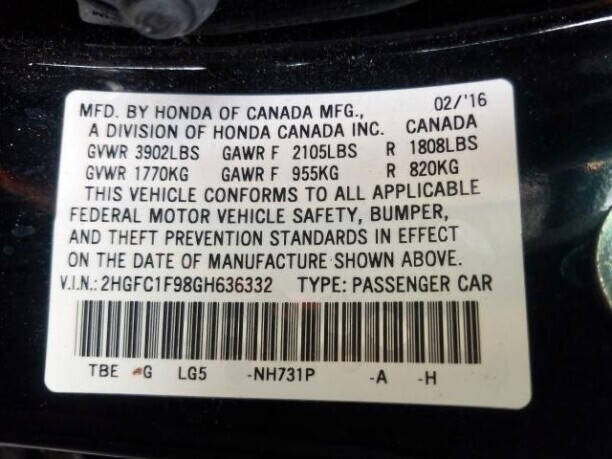 MFD. BY HONDA OF CANADA MFG., 02/'16
A DIVISION OF HONDA CANADA INC. CANADA
GVWR 3902LBS GAWR F 2105LBS R 1808LBS
GVWR 1770KG GAWR F 955KG R 820KG
THIS VEHICLE CONFORMS TO ALL APPLICABLE
FEDERAL MOTOR VEHICLE SAFETY, BUMPER,
AND THEFT PREVENTION STANDARDS IN EFFECT
ON THE DATE OF MANUFACTURE SHOWN ABOVE.
V.I.N.: 2HGFC1F98GH636332 TYPE: PASSENGER CAR
TBE -G LG5 -NH731P -A -H